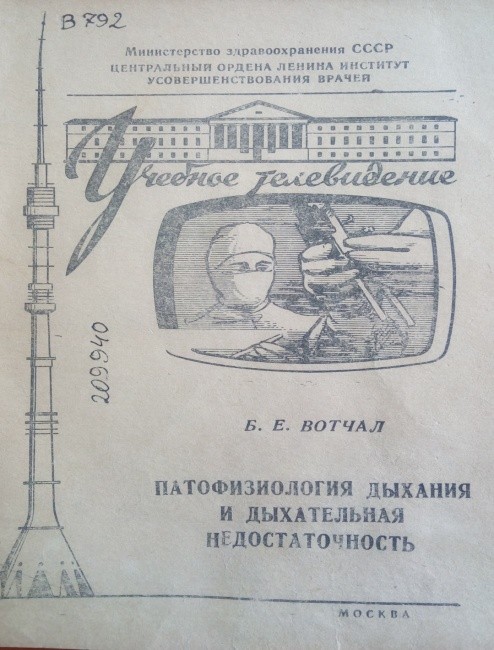 В 792
Министерство здравоохранения СССР
ЦЕНТРАЛЬНЫЙ ОРДЕНА ЛЕНИНА ИНСТИТУТ
УСОВЕРШЕНСТВОВАНИЯ ВРАЧЕЙ
Учебное телевидение
209940
Б. Е. ВОТЧАЛ
ПАТОФИЗИОЛОГИЯ ДЫХАНИЯ
И ДЫХАТЕЛЬНАЯ
НЕДОСТАТОЧНОСТЬ
МОСКВА